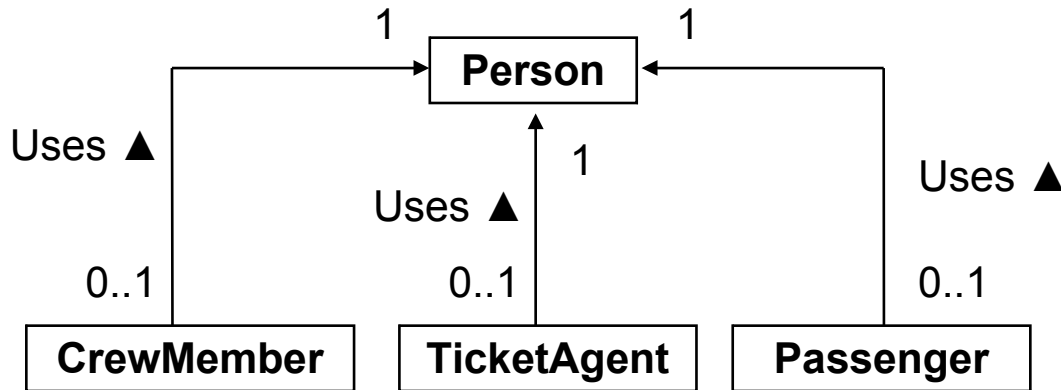 1
1
Person
Uses ▲
1
Uses ▲
Uses ▲
0..1
0..1
0..1
CrewMember
TicketAgent
Passenger